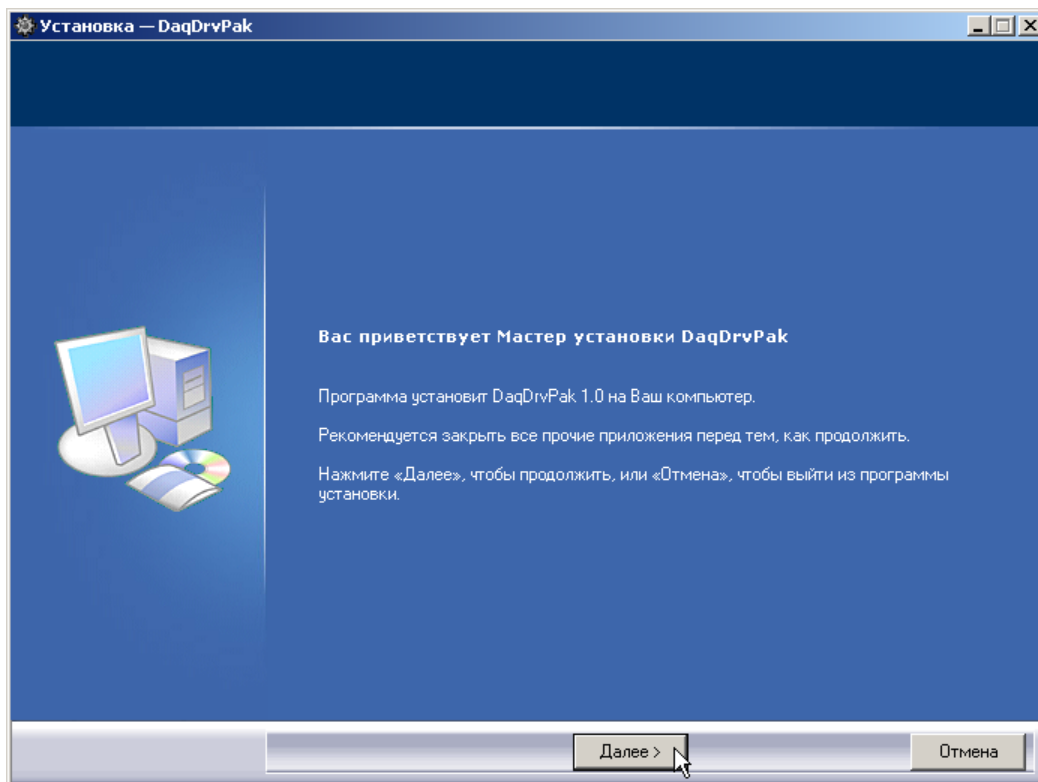 Установка — DaqDrvPak
Вас приветствует Мастер установки DaqDrvPak
Программа установит DaqDrvPak 1.0 на Ваш компьютер.
Рекомендуется закрыть все прочие приложения перед тем, как продолжить.
Нажмите «Далее», чтобы продолжить, или «Отмена», чтобы выйти из программы
установки.
Далее >
Отмена